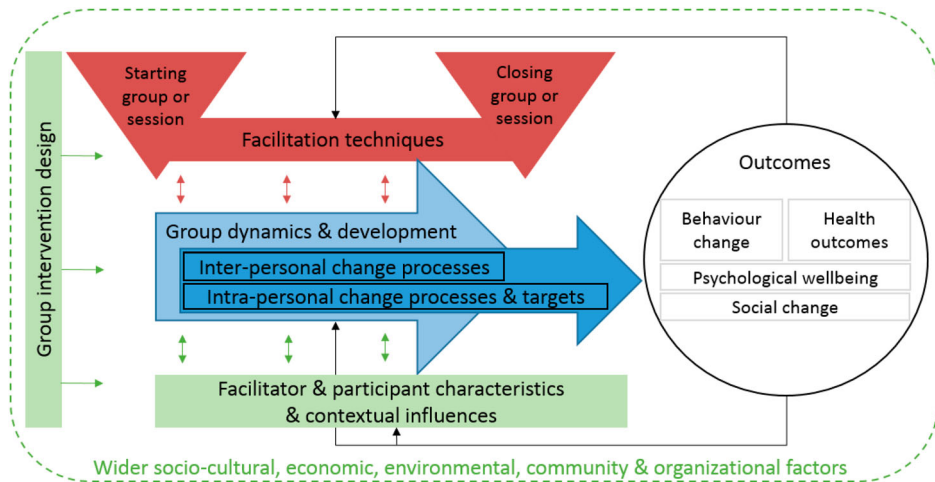 Group intervention design
Starting
group or
session
Closing
group or
session
Facilitation techniques
Group dynamics & development
Inter-personal change processes
Intra-personal change processes & targets
Facilitator & participant characteristics
& contextual influences
Outcomes
Behaviour
change
Health
outcomes
Psychological wellbeing
Social change
Wider socio-cultural, economic, environmental, community & organizational factors